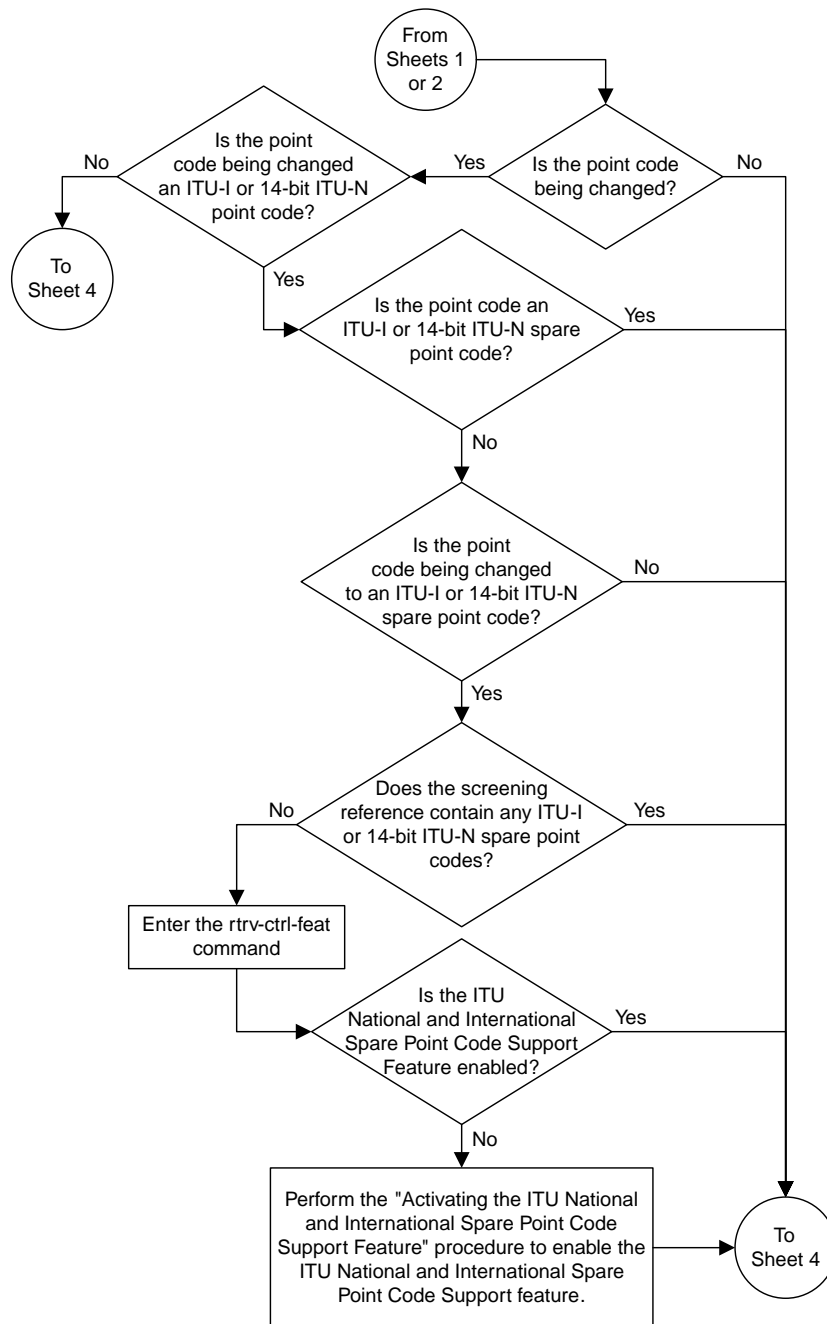 From
Sheets 1
or 2
Is the point code
being changed?
Yes
No
Is the point
code being changed
an ITU-I or 14-bit ITU-N
point code?
No
To
Sheet 4
Yes
Is the point code an
ITU-I or 14-bit ITU-N spare
point code?
Yes
No
Is the point
code being changed
to an ITU-I or 14-bit ITU-N
spare point code?
No
Yes
Does the screening
reference contain any ITU-I
or 14-bit ITU-N spare point
codes?
No
Yes
Enter the rtrv-ctrl-feat
command
Is the ITU
National and International
Spare Point Code Support
Feature enabled?
Yes
No
Perform the "Activating the ITU National
and International Spare Point Code
Support Feature" procedure to enable the
ITU National and International Spare
Point Code Support feature.
To
Sheet 4